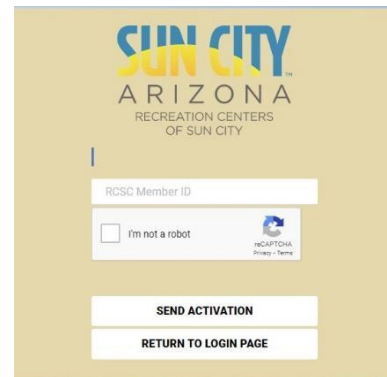 SUN CITY™
ARIZONA
RECREATION CENTERS
OF SUN CITY
RCSC Member ID
I'm not a robot
reCAPTCHA
Privacy - Terms
SEND ACTIVATION
RETURN TO LOGIN PAGE